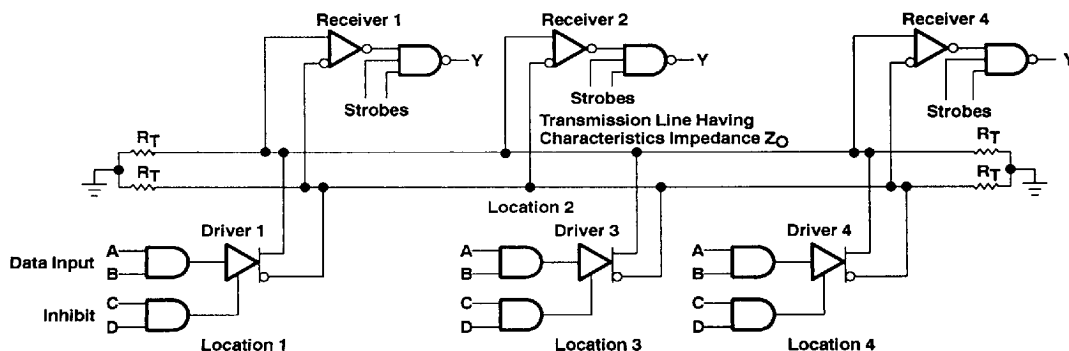 Receiver 1
Receiver 2
Receiver 4
Y
Y
Y
Strobes
Strobes
Strobes
Transmission Line Having
Characteristics Impedance ZO
RT
RT
RT
RT
Location 2
Driver 1
Driver 3
Driver 4
Data Input
A
B
A
B
A
B
Inhibit
C
D
C
D
C
D
Location 1
Location 3
Location 4